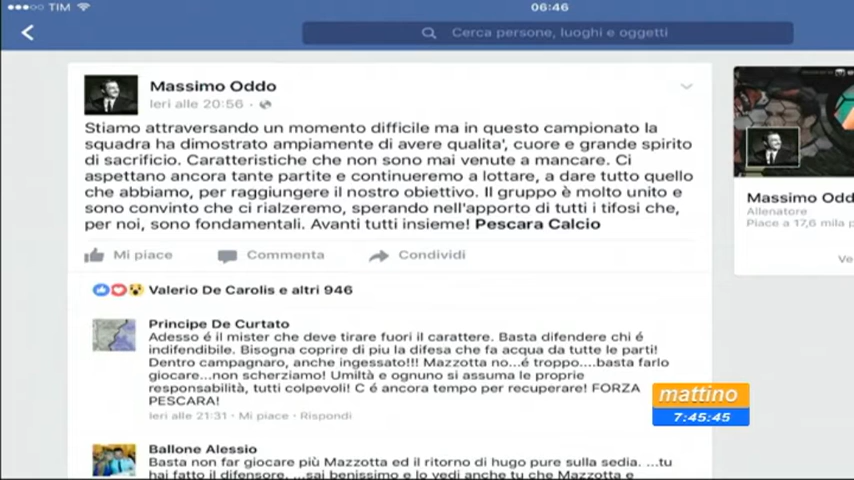 TIM 06:46
Cerca persone, luoghi e oggetti
Massimo Oddo
Ieri alle 20:56
Stiamo attraversando un momento difficile ma in questo campionato la
squadra ha dimostrato ampiamente di avere qualita', cuore e grande spirito
di sacrificio. Caratteristiche che non sono mai venute a mancare. Ci
aspettano ancora tante partite e continueremo a lottare, a dare tutto quello
che abbiamo, per raggiungere il nostro obiettivo. Il gruppo è molto unito e
sono convinto che ci rialzeremo, sperando nell'apporto di tutti i tifosi che,
per noi, sono fondamentali. Avanti tutti insieme! Pescara Calcio
Mi piace Commenta Condividi
Valerio De Carolis e altri 946
Principe De Curtato
Adesso é il mister che deve tirare fuori il carattere. Basta difendere chi é
indifendibile. Bisogna coprire di piu la difesa che fa acqua da tutte le parti!
Dentro campagnaro, anche ingessato!!! Mazzotta no...é troppo....basta farlo
giocare...non scherziamo! Umiltà e ognuno si assuma le proprie
responsabilità, tutti colpevoli! C é ancora tempo per recuperare! FORZA
PESCARA!
Ieri alle 21:31 · Mi piace · Rispondi
Ballone Alessio
Basta non far giocare più Mazzotta ed il ritorno di hugo pure sulla sedia. ...tu
hai fatto il difensore. ...sai benissimo e lo vedi anche tu che Mazzotta e
Massimo Odd
Allenatore
Piace a 17,6 mila p
Ve
mattino
7:45:45